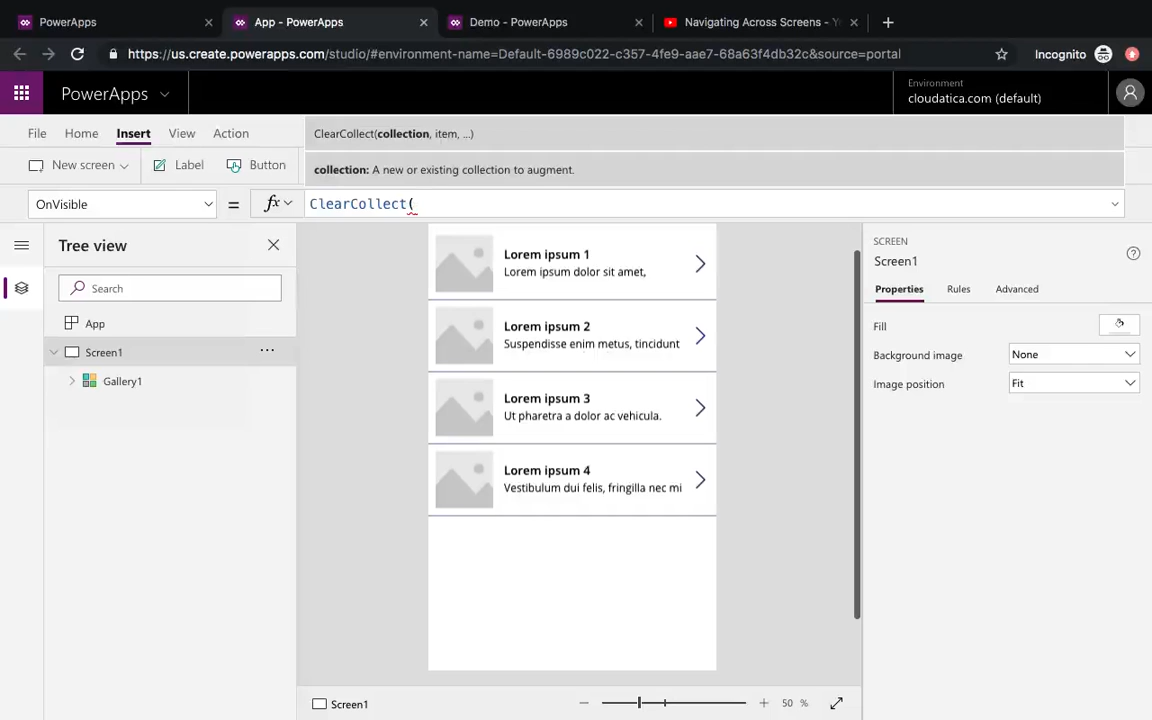 PowerApps
App - PowerApps
Demo - PowerApps
Navigating Across Screens - Y
https://us.create.powerapps.com/studio/#environment-name=Default-6989c022-c357-4fe9-aae7-68a63f4db32c&source=portal
Incognito
PowerApps
Environment
cloudatica.com (default)
File
Home
Insert
View
Action
ClearCollect(collection, item, ...)
New screen
Label
Button
collection: A new or existing collection to augment.
OnVisible
=
fx
ClearCollect(
Tree view
Search
App
Screen1
Gallery1
Lorem ipsum 1
Lorem ipsum dolor sit amet,
Lorem ipsum 2
Suspendisse enim metus, tincidunt
Lorem ipsum 3
Ut pharetra a dolor ac vehicula.
Lorem ipsum 4
Vestibulum dui felis, fringilla nec mi
SCREEN
Screen1
Properties
Rules
Advanced
Fill
Background image
None
Image position
Fit
Screen1
50 %